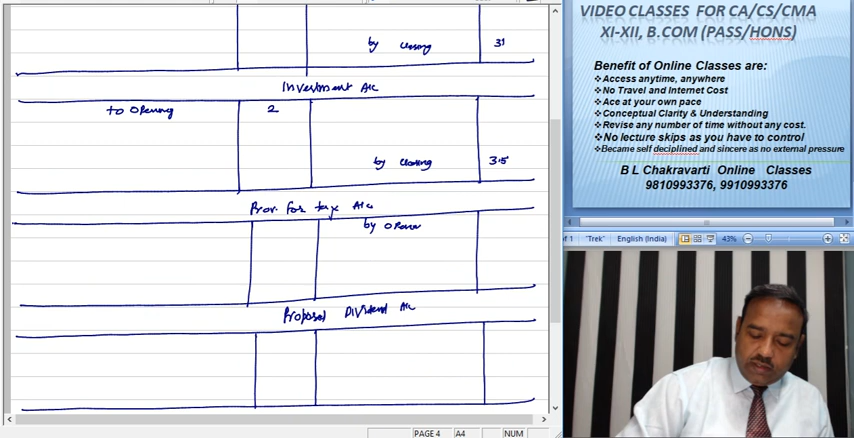 by closing 31
Investment A/c
to Opening 2
by closing 3.5
Prov. for tax A/c
by
Proposed Dividend A/c
PAGE 4 A4 NUM
VIDEO CLASSES FOR CA/CS/CMA
XI-XII, B.COM (PASS/HONS)
Benefit of Online Classes are:
❖Access anytime, anywhere
❖No Travel and Internet Cost
❖Ace at your own pace
❖Conceptual Clarity & Understanding
❖Revise any number of time without any cost.
❖No lecture skips as you have to control
❖Became self deciplined and sincere as no external pressure
B L Chakravarti Online Classes
9810993376, 9910993376
of 1 "Trek" English (India) 43%